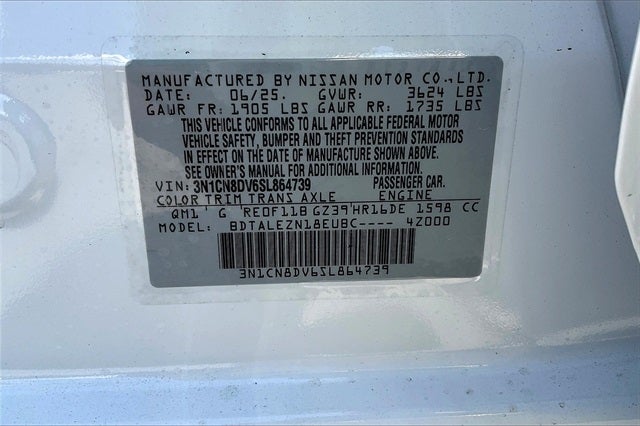 MANUFACTURED BY NISSAN MOTOR CO.,LTD.
DATE: 06/25. GVWR: 3624 LBS
GAWR FR: 1905 LBS GAWR RR: 1735 LBS
THIS VEHICLE CONFORMS TO ALL APPLICABLE FEDERAL MOTOR
VEHICLE SAFETY, BUMPER AND THEFT PREVENTION STANDARDS
IN EFFECT ON THE DATE OF MANUFACTURE SHOWN ABOVE.
SEE OWNER'S MANUAL FOR ADDITIONAL INFORMATION.
VIN: 3N1CN8DV6SL864739 PASSENGER CAR.
COLOR TRIM TRANS AXLE ENGINE
QM1 ' G ' RE0F11B GZ39'HR16DE 1598 CC
MODEL: BDTALEZN18EUBC---- 4Z000
3N1CN8DV6SL864739